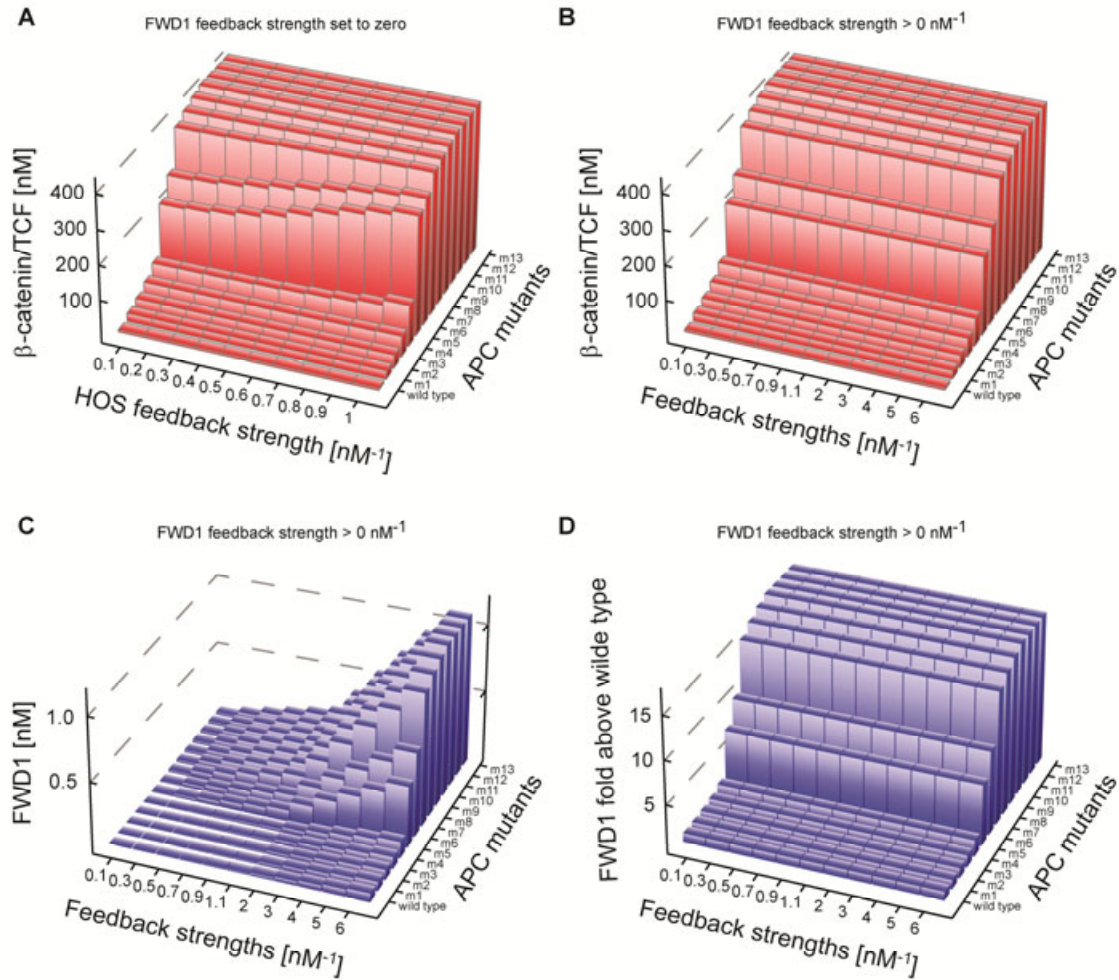 A
FWD1 feedback strength set to zero
β-catenin/TCF [nM]
400
300
200
100
0.1
0.2
0.3
0.4
0.5
0.6
0.7
0.8
0.9
1
HOS feedback strength [nM-1]
wild type
m1
m2
m3
m4
m5
m6
m7
m8
m9
m10
m11
m12
m13
APC mutants
B
FWD1 feedback strength > 0 nM-1
β-catenin/TCF [nM]
400
300
200
100
0.1
0.3
0.5
0.7
0.9
1.1
2
3
4
5
6
Feedback strengths [nM-1]
wild type
m1
m2
m3
m4
m5
m6
m7
m8
m9
m10
m11
m12
m13
APC mutants
C
FWD1 feedback strength > 0 nM-1
FWD1 [nM]
1.0
0.5
0.1
0.3
0.5
0.7
0.9
1.1
2
3
4
5
6
Feedback strengths [nM-1]
wild type
m1
m2
m3
m4
m5
m6
m7
m8
m9
m10
m11
m12
m13
APC mutants
D
FWD1 feedback strength > 0 nM-1
FWD1 fold above wilde type
15
10
5
0.1
0.3
0.5
0.7
0.9
1.1
2
3
4
5
6
Feedback strengths [nM-1]
wild type
m1
m2
m3
m4
m5
m6
m7
m8
m9
m10
m11
m12
m13
APC mutants